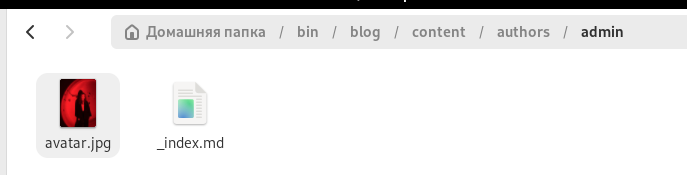 Домашняя папка / bin / blog / content / authors / admin
avatar.jpg
_index.md